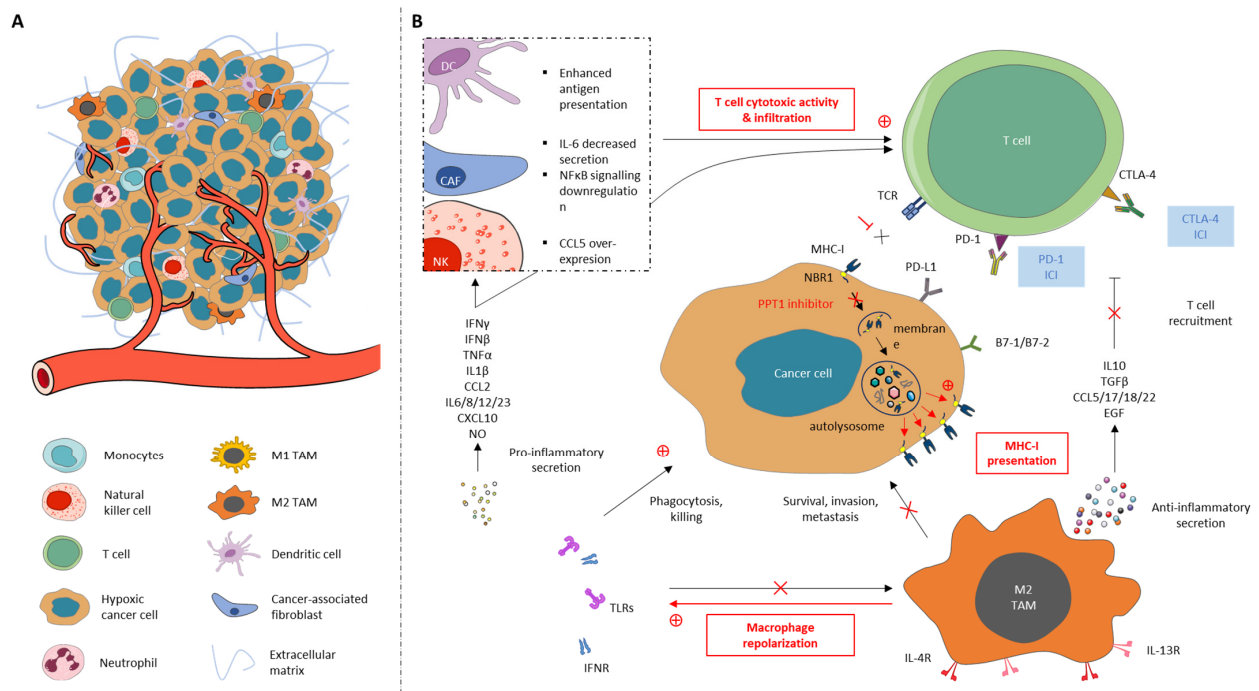 A
Monocytes
M1 TAM
Natural
killer cell
M2 TAM
T cell
Dendritic cell
Hypoxic
cancer cell
Cancer-associated
fibroblast
Neutrophil
Extracellular
matrix
B
DC
▪ Enhanced
antigen
presentation
CAF
▪ IL-6 decreased
secretion
▪ NFκB signalling
downregulatio
n
NK
▪ CCL5 over-
expresion
T cell cytotoxic activity
& infiltration
T cell
TCR
CTLA-4
PD-1
CTLA-4
ICI
PD-1
ICI
MHC-I
NBR1
PD-L1
PPT1 inhibitor
membran
e
B7-1/B7-2
Cancer cell
autolysosome
T cell
recruitment
IFNγ
IFNβ
TNFα
IL1β
CCL2
IL6/8/12/23
CXCL10
NO
IL10
TGFβ
CCL5/17/18/22
EGF
Pro-inflammatory
secretion
MHC-I
presentation
Phagocytosis,
killing
Survival, invasion,
metastasis
Anti-inflammatory
secretion
TLRs
M2
TAM
Macrophage
repolarization
IFNR
IL-4R
IL-13R